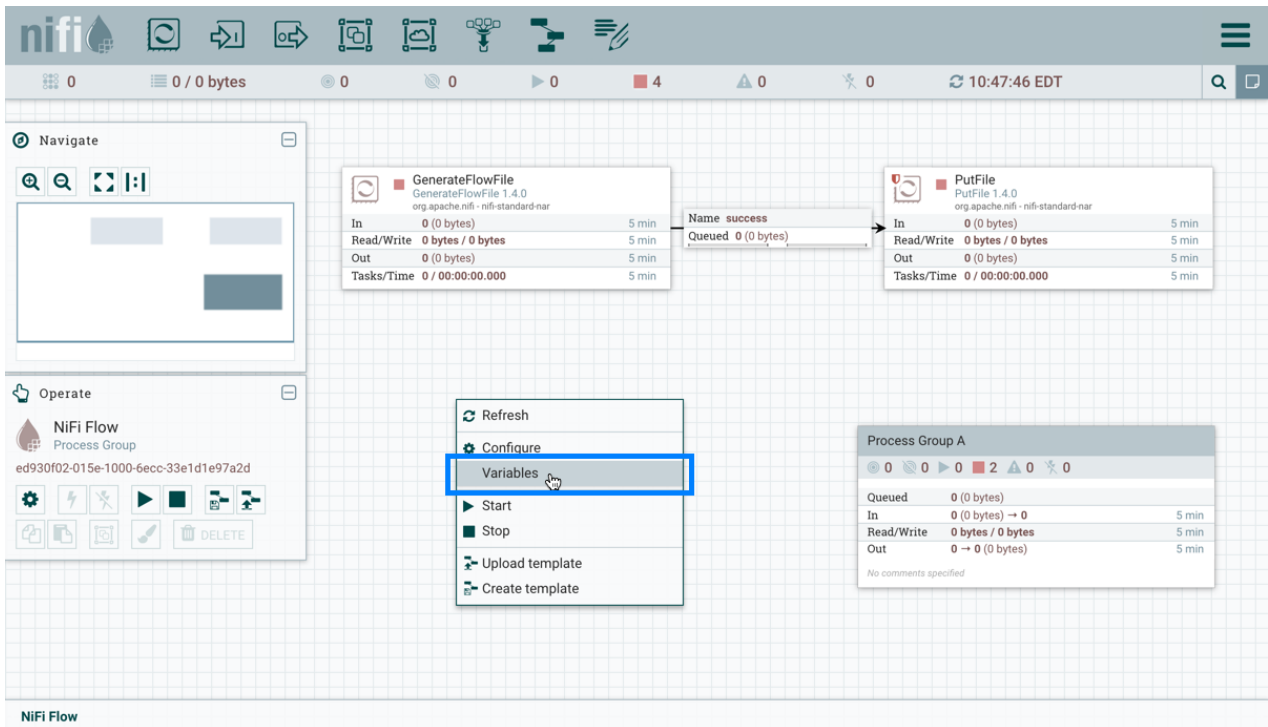 nifi
0
0 / 0 bytes
0
0
0
4
0
0
10:47:46 EDT
Navigate
GenerateFlowFile
GenerateFlowFile 1.4.0
org.apache.nifi - nifi-standard-nar
In 0 (0 bytes) 5 min
Read/Write 0 bytes / 0 bytes 5 min
Out 0 (0 bytes) 5 min
Tasks/Time 0 / 00:00:00.000 5 min
Name success
Queued 0 (0 bytes)
PutFile
PutFile 1.4.0
org.apache.nifi - nifi-standard-nar
In 0 (0 bytes) 5 min
Read/Write 0 bytes / 0 bytes 5 min
Out 0 (0 bytes) 5 min
Tasks/Time 0 / 00:00:00.000 5 min
Operate
NiFi Flow
Process Group
ed930f02-015e-1000-6ecc-33e1d1e97a2d
DELETE
Refresh
Configure
Variables
Start
Stop
Upload template
Create template
Process Group A
0 0 0 2 0 0
Queued 0 (0 bytes)
In 0 (0 bytes) → 0 5 min
Read/Write 0 bytes / 0 bytes 5 min
Out 0 → 0 (0 bytes) 5 min
No comments specified
NiFi Flow